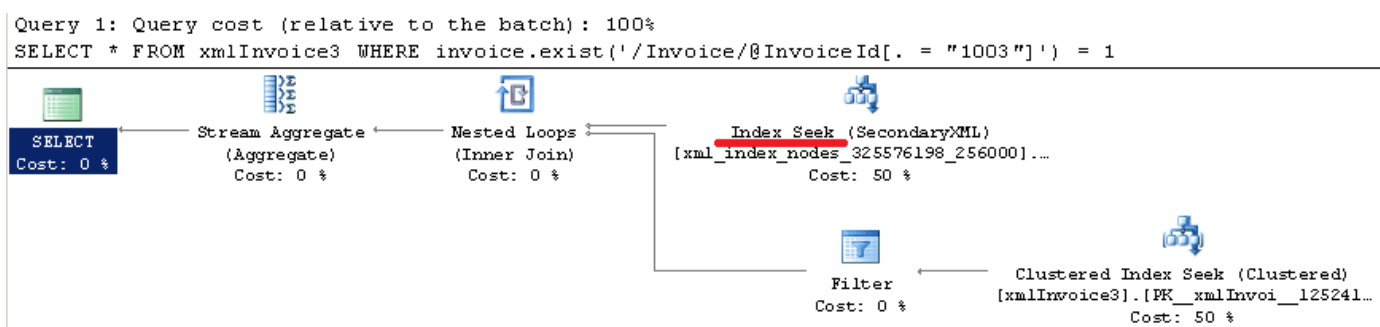 Query 1: Query cost (relative to the batch): 100%
SELECT * FROM xmlInvoice3 WHERE invoice.exist('/Invoice/@InvoiceId[. = "1003"]') = 1
SELECT
Cost: 0 %
Stream Aggregate
(Aggregate)
Cost: 0 %
Nested Loops
(Inner Join)
Cost: 0 %
Index Seek (SecondaryXML)
[xml_index_nodes_325576198_256000]....
Cost: 50 %
Filter
Cost: 0 %
Clustered Index Seek (Clustered)
[xmlInvoice3].[PK__xmlInvoi__125241...
Cost: 50 %